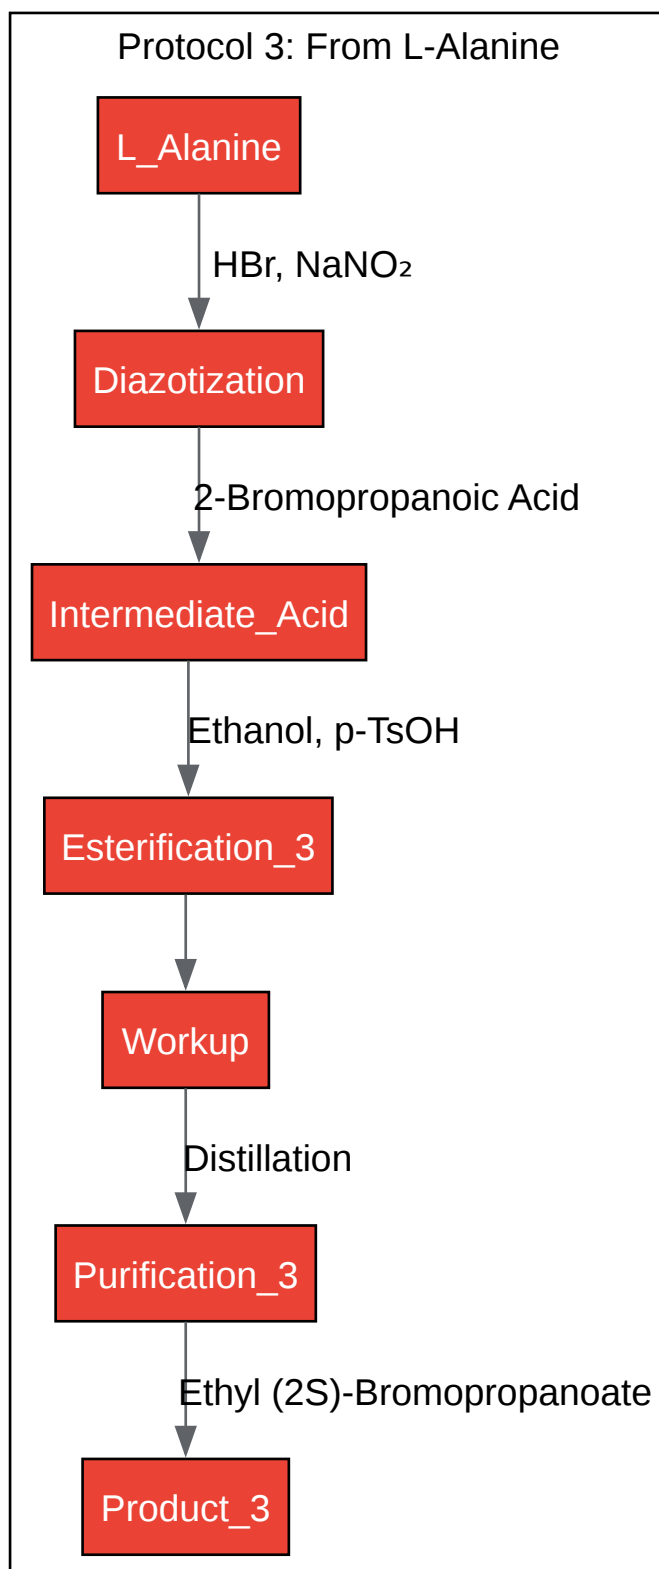 Protocol 3: From L-Alanine
L_Alanine
HBr, NaNO₂
Diazotization
2-Bromopropanoic Acid
Intermediate_Acid
Ethanol, p-TsOH
Esterification_3
Workup
Distillation
Purification_3
Ethyl (2S)-Bromopropanoate
Product_3